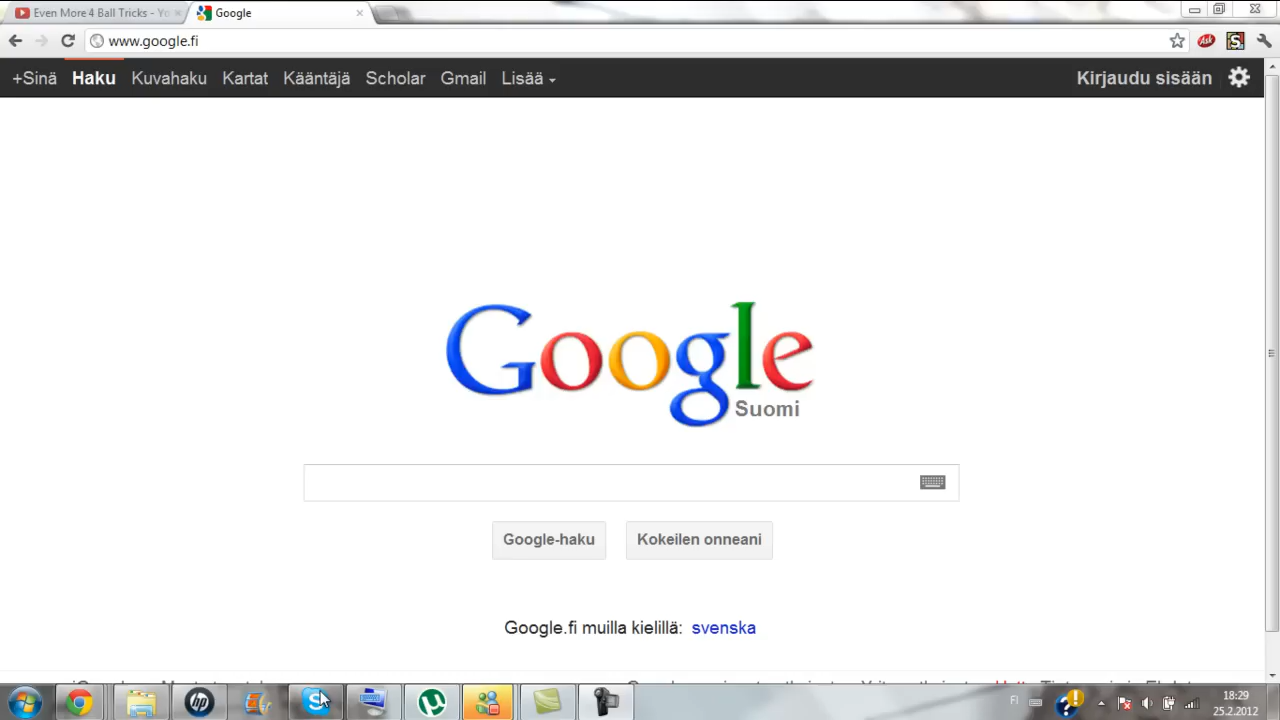 Even More 4 Ball Tricks - Yo
Google
www.google.fi
+Sinä Haku Kuvahaku Kartat Kääntäjä Scholar Gmail Lisää Kirjaudu sisään
Google
Suomi
Google-haku Kokeilen onneani
Google.fi muilla kielillä: svenska
FI 18:29
25.2.2012